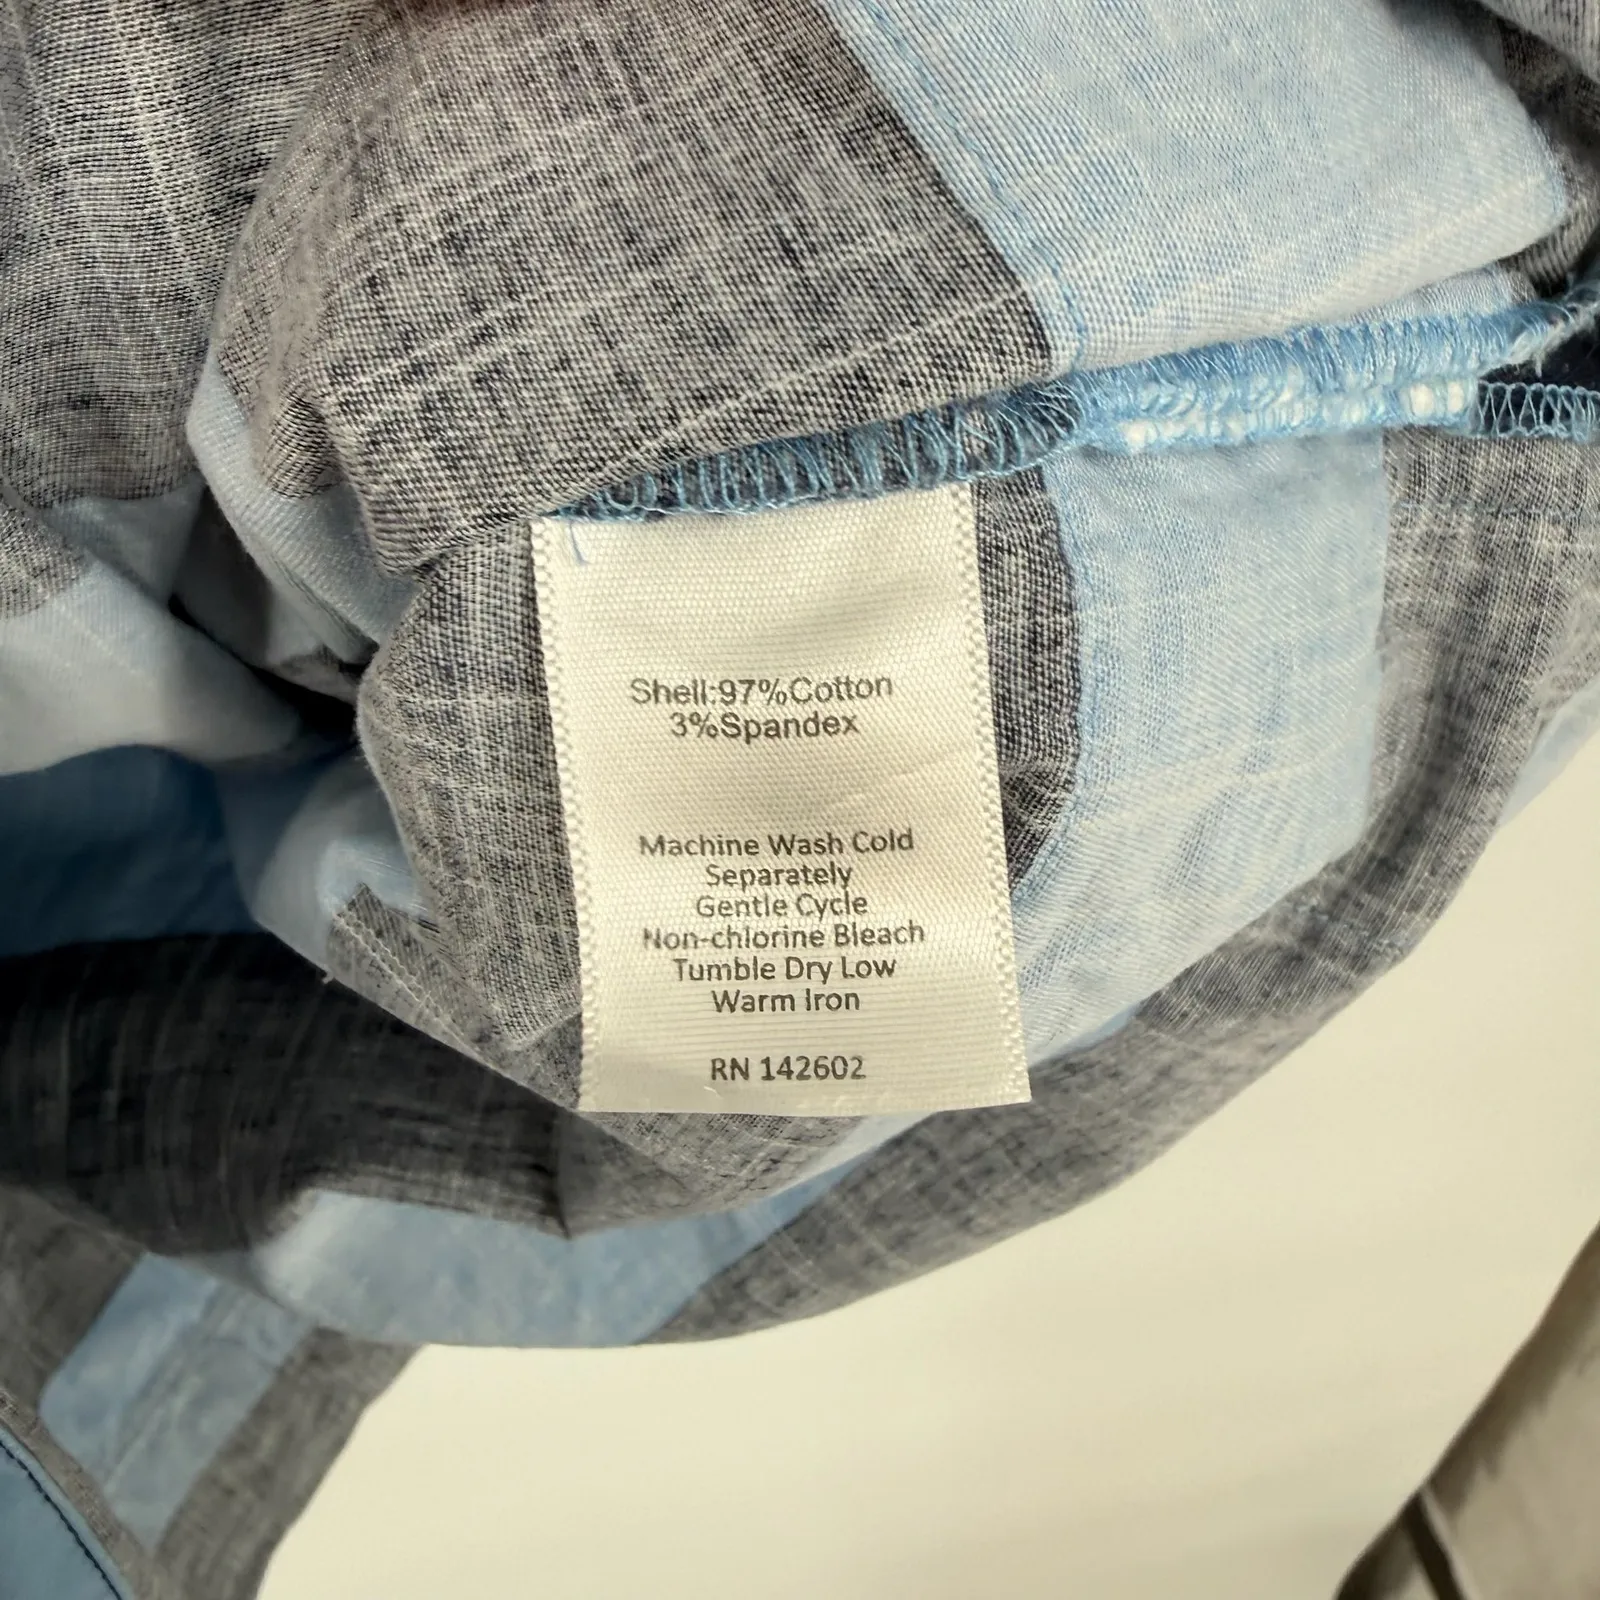 Shell:97%Cotton
3%Spandex
Machine Wash Cold
Separately
Gentle Cycle
Non-chlorine Bleach
Tumble Dry Low
Warm Iron
RN 142602